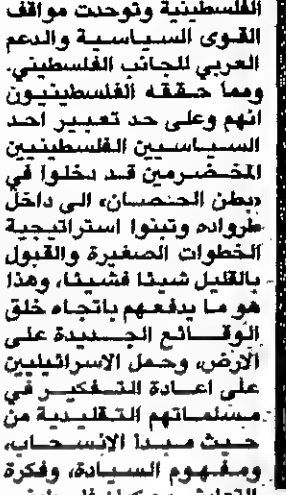 الفلسطينية وتوحدت مواقف
القوى السياسية والدعم
العربي للجانب الفلسطيني.
ومما حققه الفلسطينيون
انهم وعلى حد تعبير احد
السياسيين الفلسطينيين
المخضرمين قد دخلوا في
«بطن الحصان» الى داخل
طرواده وتبنوا استراتيجية
الخطوات الصغيرة والقبول
بالقليل شيئا فشيئا، وهذا
هو ما يدفعهم باتجاه خلق
الوقائع الجديدة على
الأرض، وحمل الاسرائيليين
على اعادة التفكير في
مسلماتهم التقليدية من
حيث مبدأ الإنسحاب،
ومفهوم السيادة، وفكرة